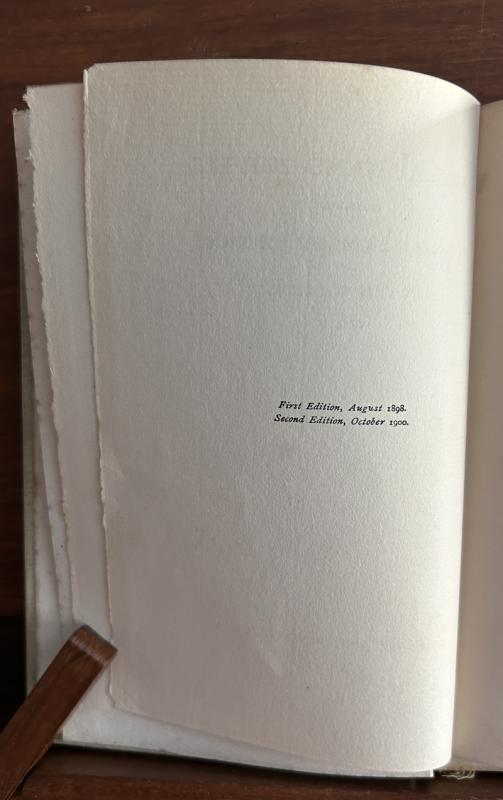 First Edition, August 1898.
Second Edition, October 1900.